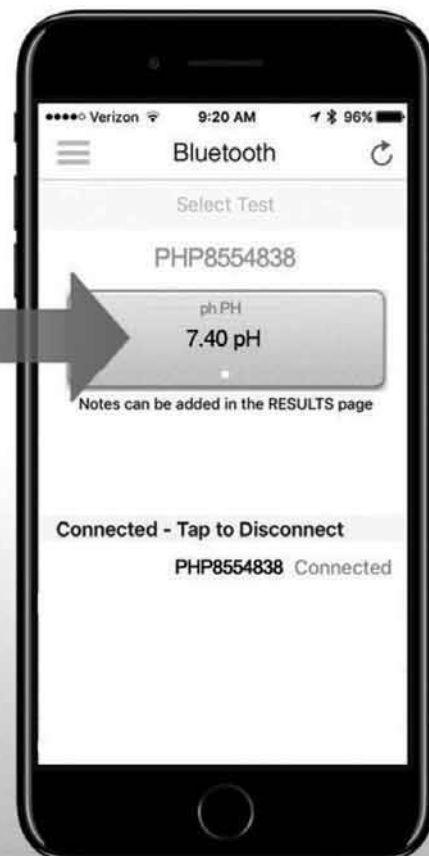 Verizon 9:20 AM 96%
Bluetooth
Select Test
PHP8554838
ph PH
7.40 pH
Notes can be added in the RESULTS page
Connected - Tap to Disconnect
PHP8554838 Connected